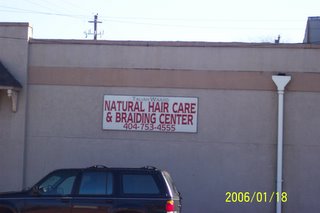 NATURAL HAIR CARE
& BRAIDING CENTER
404-753-4555
2006/01/18